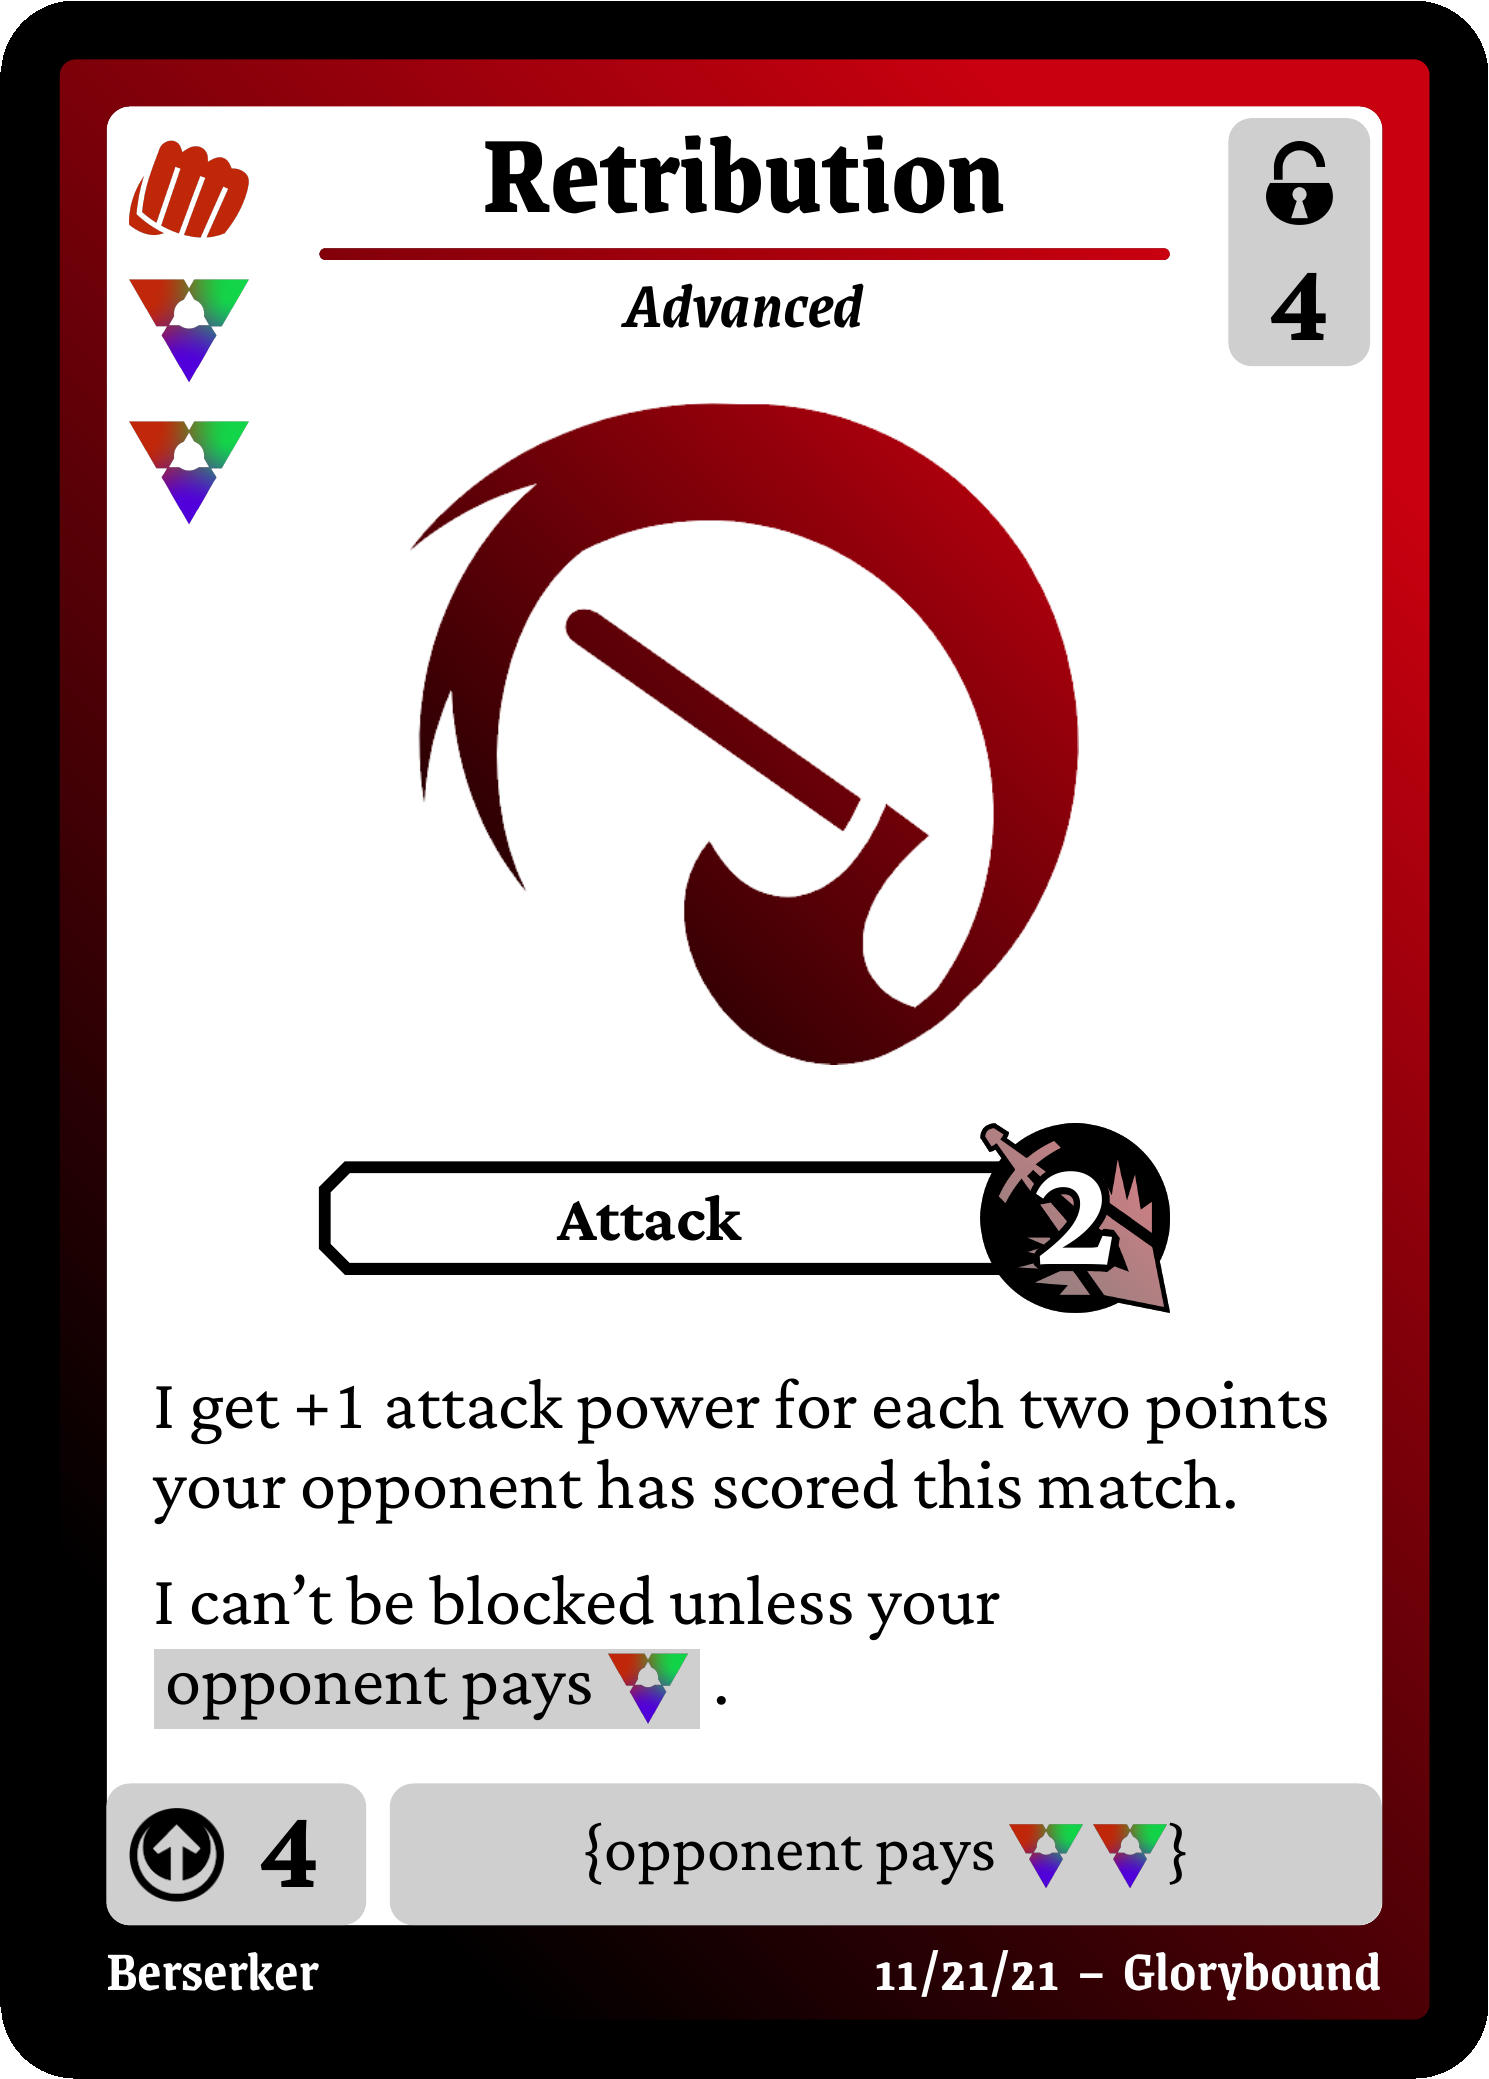 Retribution
Advanced
4
Attack
2
I get +1 attack power for each two points
your opponent has scored this match.
I can’t be blocked unless your
opponent pays .
4
{opponent pays }
Berserker
11/21/21 – Glorybound